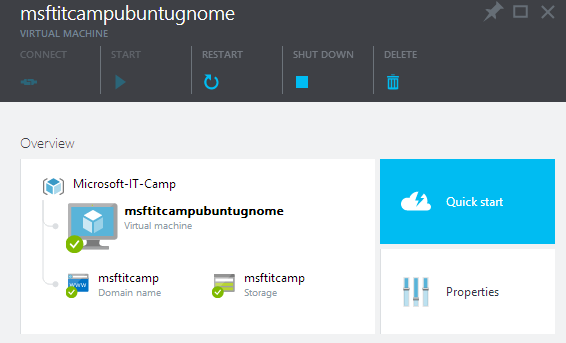 msftitcampubuntugnome
VIRTUAL MACHINE
CONNECT START RESTART SHUT DOWN DELETE
Overview
Microsoft-IT-Camp
msftitcampubuntugnome
Virtual machine
Quick start
WWW
msftitcamp
Domain name
msftitcamp
Storage
Properties